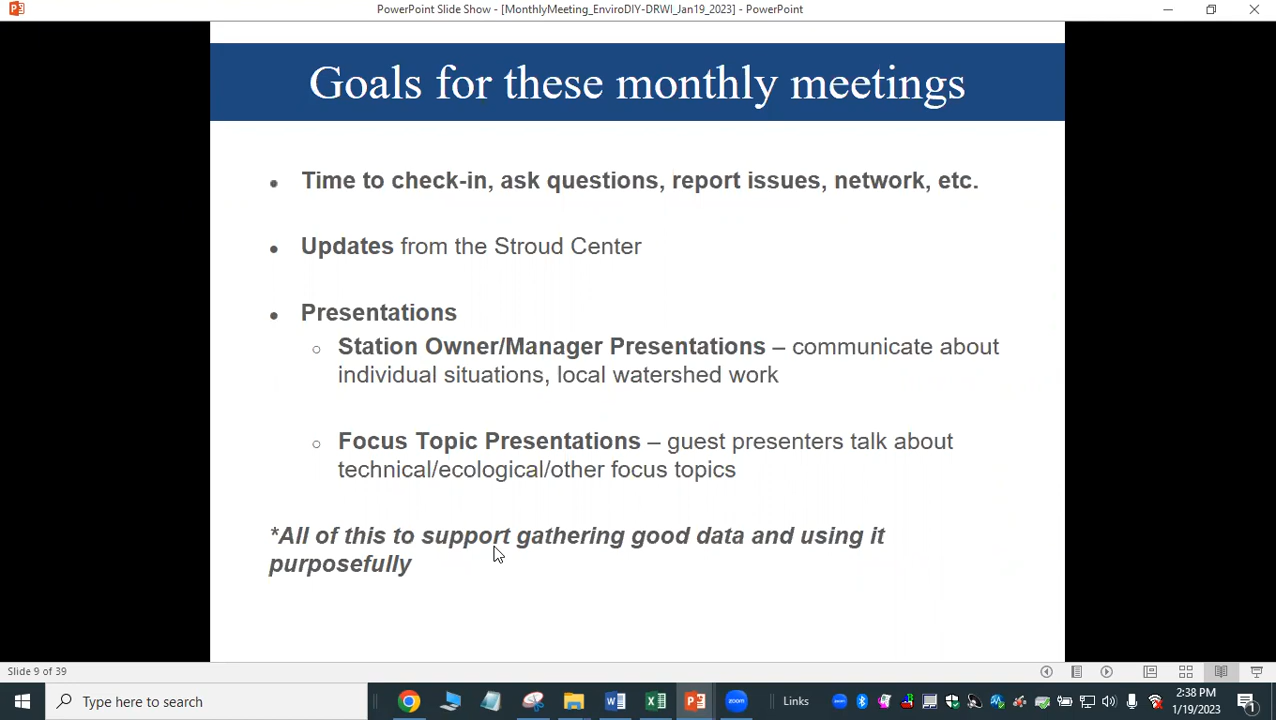 PowerPoint Slide Show - [MonthlyMeeting_EnviroDIY-DRWI_Jan19_2023] - PowerPoint
Goals for these monthly meetings
• Time to check-in, ask questions, report issues, network, etc.
• Updates from the Stroud Center
• Presentations
○ Station Owner/Manager Presentations – communicate about
individual situations, local watershed work
○ Focus Topic Presentations – guest presenters talk about
technical/ecological/other focus topics
*All of this to support gathering good data and using it
purposefully
Slide 9 of 39
Type here to search
zoom
Links
zoom
2:38 PM
1/19/2023
1